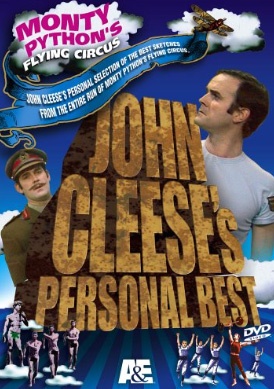 MONTY
PYTHON'S
FLYING CIRCUS
JOHN CLEESE'S PERSONAL SELECTION OF THE BEST SKETCHES
FROM THE ENTIRE RUN OF MONTY PYTHON'S FLYING CIRCUS
JOHN
CLEESE'S
PERSONAL BEST
DVD
VIDEO
A&E